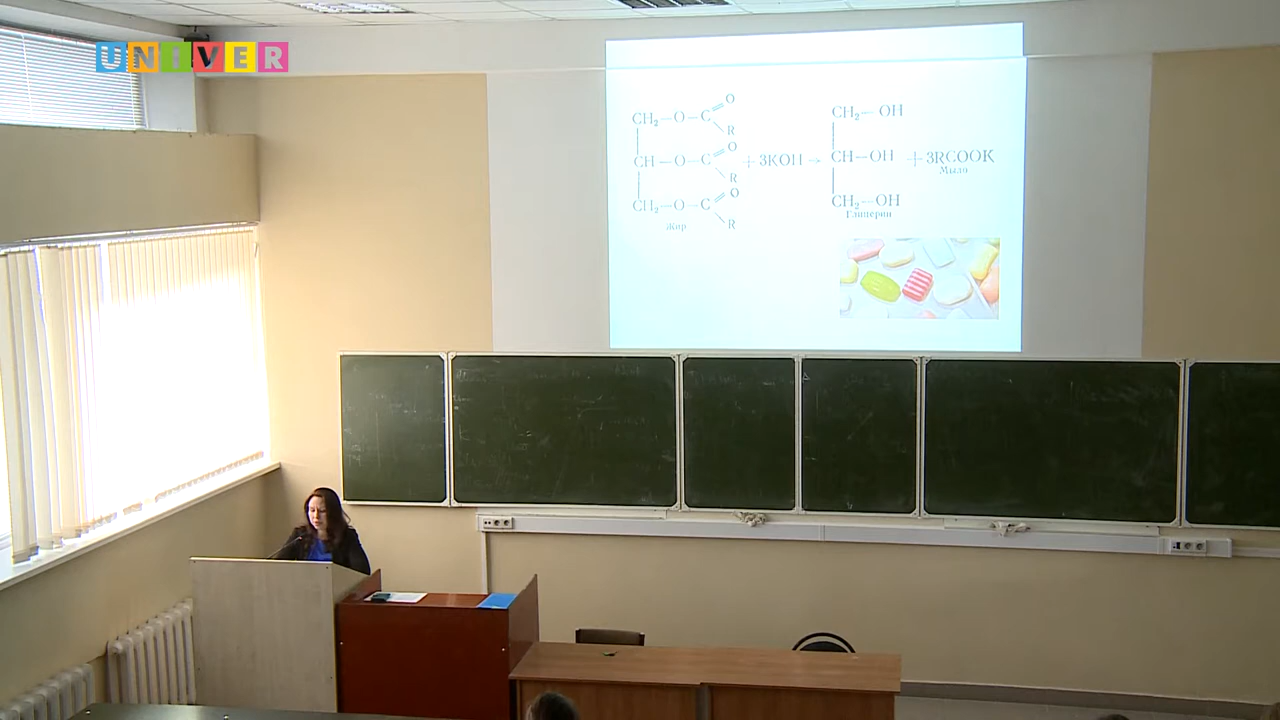 UNIVER
CH₂—O—C=O
R
CH—O—C=O +3KOH→
R
CH₂—O—C=O
R
Жир
CH₂—OH
CH—OH +3RCOOK
Мыло
CH₂—OH
Глицерин